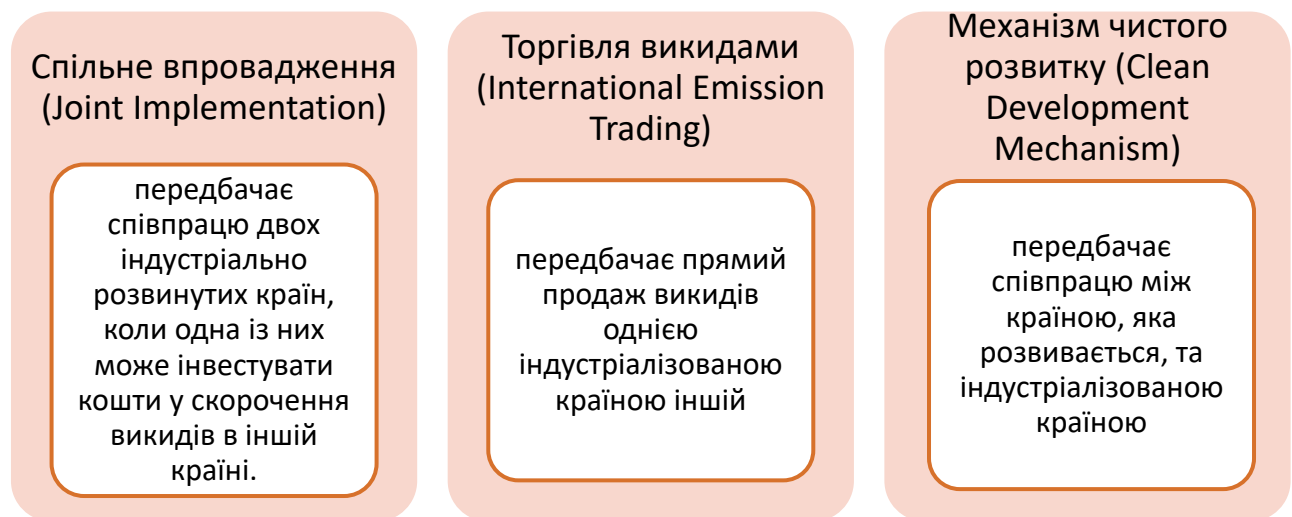 Спільне впровадження
(Joint Implementation)
передбачає
співпрацю двох
індустріально
розвинутих країн,
коли одна із них
може інвестувати
кошти у скорочення
викидів в іншій
країні.
Торгівля викидами
(International Emission
Trading)
передбачає прямий
продаж викидів
однією
індустріалізованою
країною іншій
Механізм чистого
розвитку (Clean
Development
Mechanism)
передбачає
співпрацю між
країною, яка
розвивається, та
індустріалізованою
країною